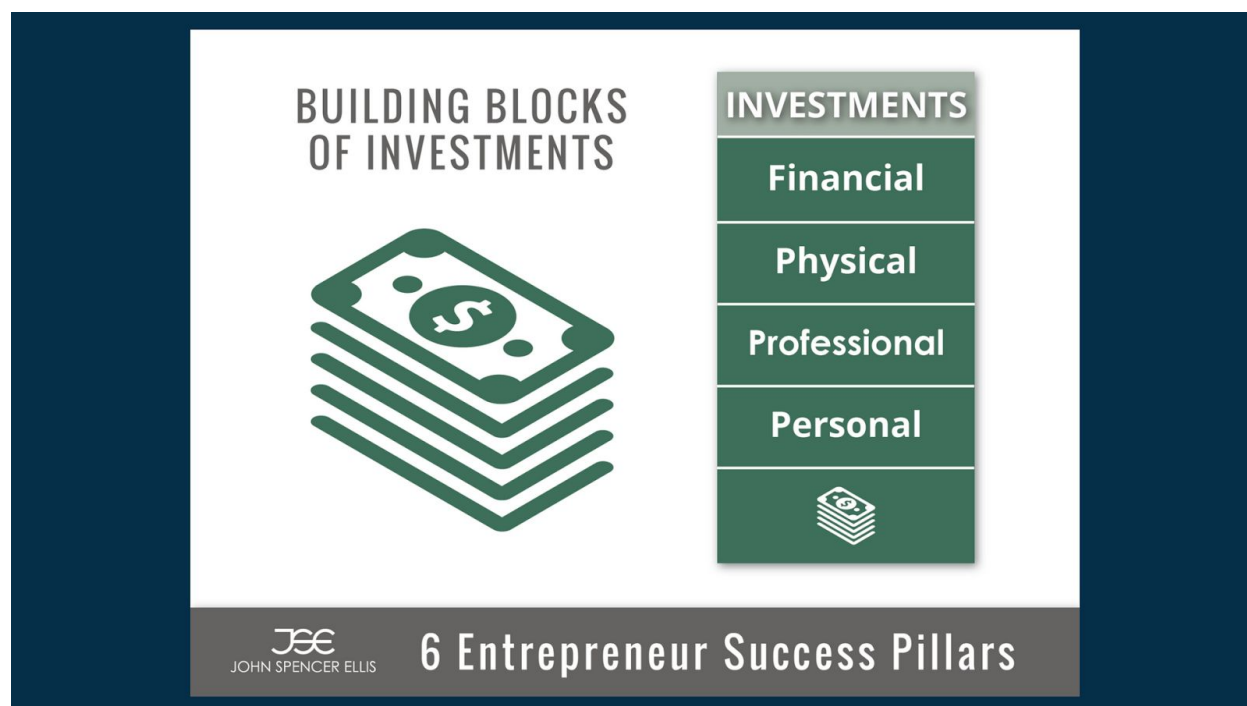 BUILDING BLOCKS
OF INVESTMENTS
$
INVESTMENTS
Financial
Physical
Professional
Personal
$
JSE
JOHN SPENCER ELLIS
6 Entrepreneur Success Pillars